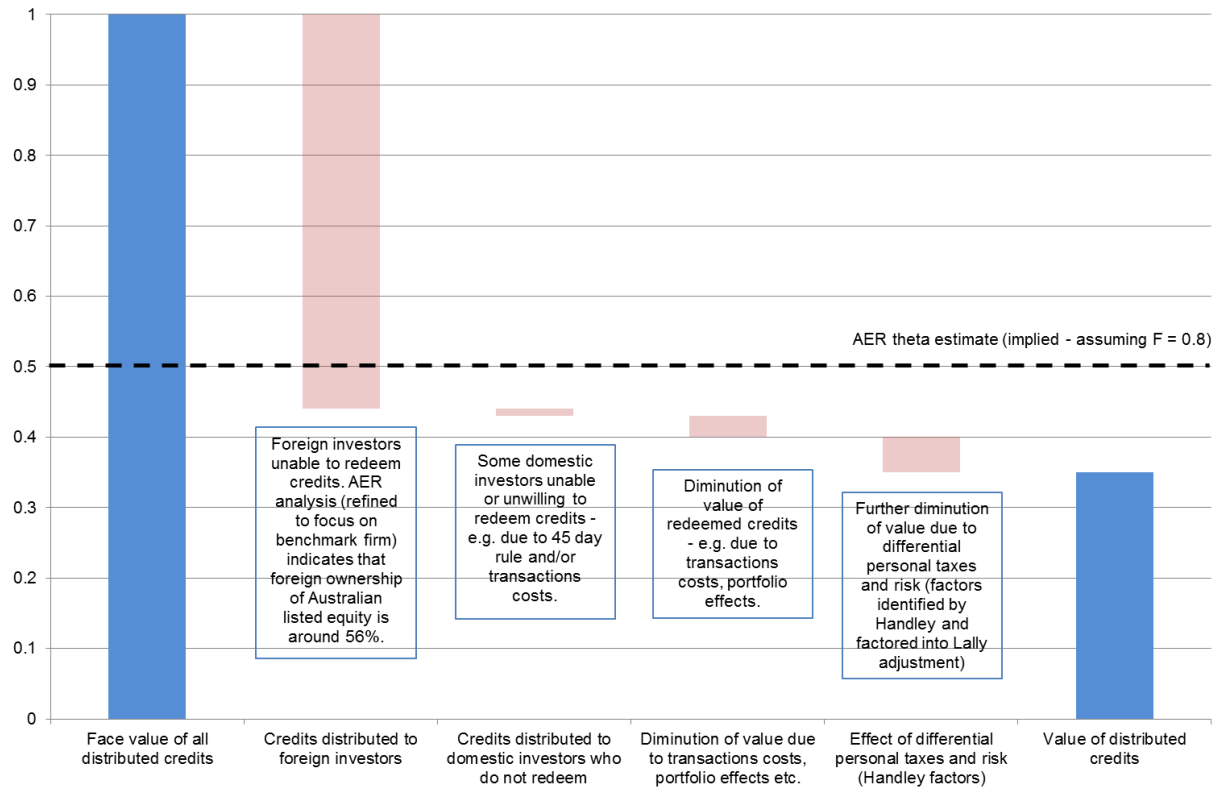 1
0.9
0.8
0.7
0.6
0.5
0.4
0.3
0.2
0.1
0
AER theta estimate (implied - assuming F = 0.8)
Foreign investors
unable to redeem
credits. AER
analysis (refined
to focus on
benchmark firm)
indicates that
foreign ownership
of Australian
listed equity is
around 56%.
Some domestic
investors unable
or unwilling to
redeem credits -
e.g. due to 45 day
rule and/or
transactions
costs.
Diminution of
value of
redeemed credits
- e.g. due to
transactions
costs, portfolio
effects.
Further diminution
of value due to
differential
personal taxes
and risk (factors
identified by
Handley and
factored into Lally
adjustment)
Face value of all
distributed credits
Credits distributed to
foreign investors
Credits distributed to
domestic investors who
do not redeem
Diminution of value due
to transactions costs,
portfolio effects etc.
Effect of differential
personal taxes and risk
(Handley factors)
Value of distributed
credits